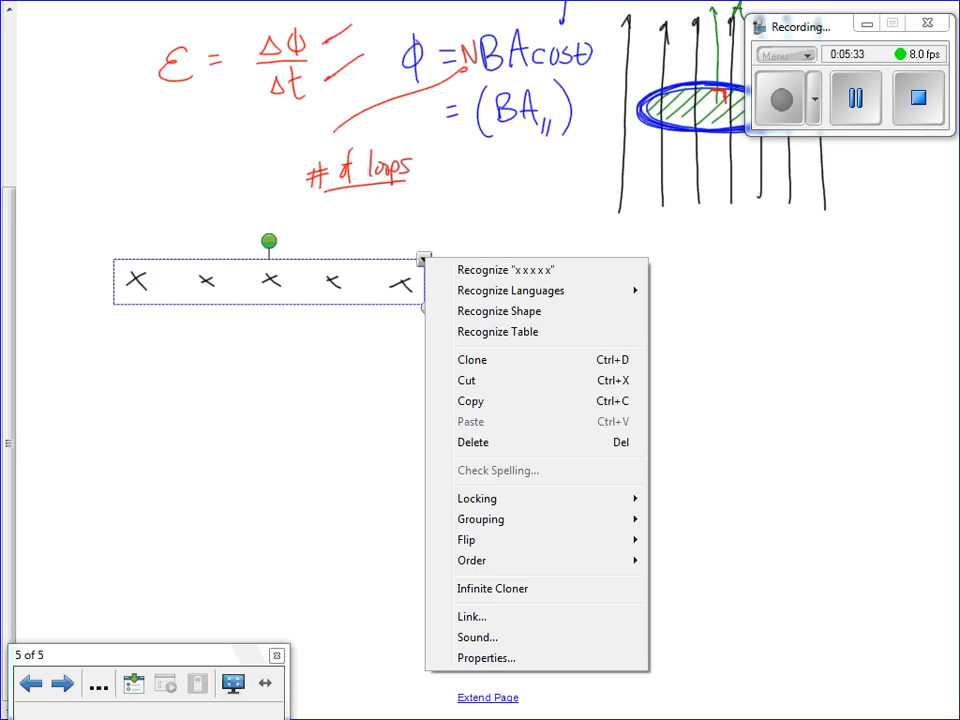 ε = Δϕ/Δt
ϕ = NBAcosθ
= (BA∥)
# of loops
A
Recording...
Menu
00:05:33
8.0 fps
x x x x x
Recognize "x x x x x"
Recognize Languages
Recognize Shape
Recognize Table
Clone Ctrl+D
Cut Ctrl+X
Copy Ctrl+C
Paste Ctrl+V
Delete Del
Check Spelling...
Locking
Grouping
Flip
Order
Infinite Cloner
Link...
Sound...
Properties...
5 of 5
Extend Page